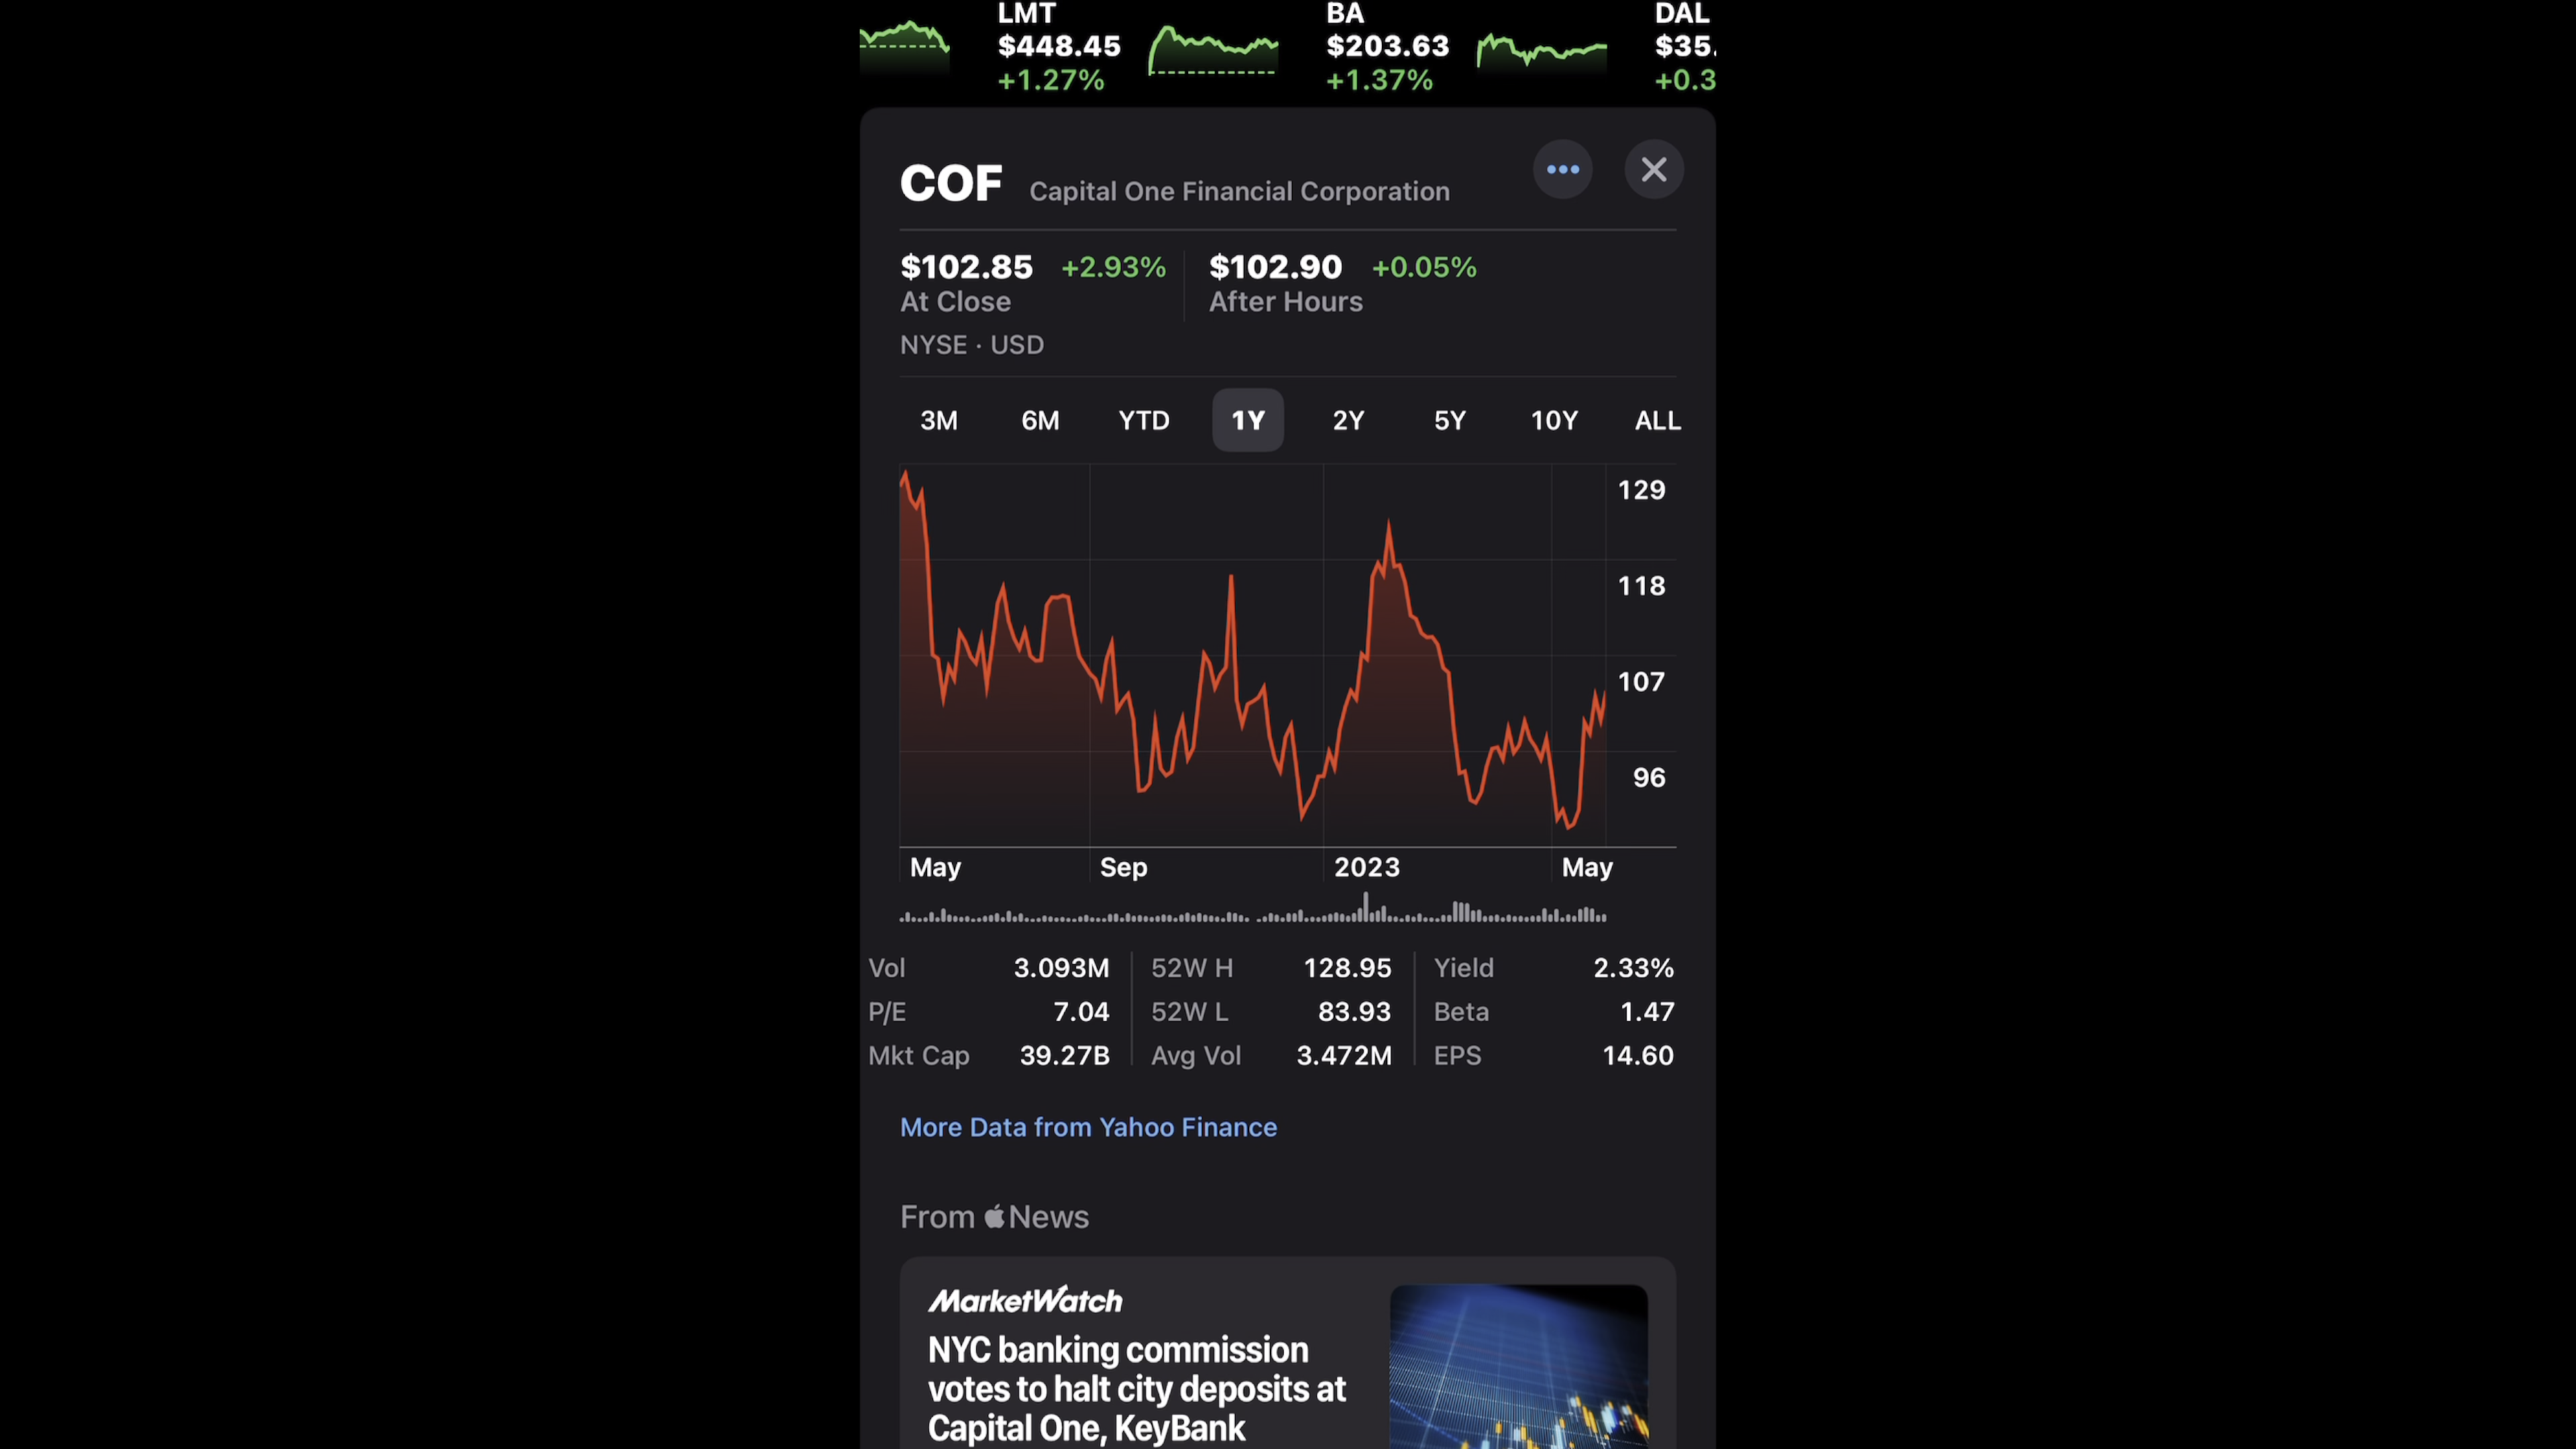 LMT
$448.45
+1.27%
BA
$203.63
+1.37%
DAL
$35.
+0.3
COF Capital One Financial Corporation
$102.85 +2.93% $102.90 +0.05%
At Close After Hours
NYSE · USD
3M 6M YTD 1Y 2Y 5Y 10Y ALL
129
118
107
96
May Sep 2023 May
Vol 3.093M 52W H 128.95 Yield 2.33%
P/E 7.04 52W L 83.93 Beta 1.47
Mkt Cap 39.27B Avg Vol 3.472M EPS 14.60
More Data from Yahoo Finance
From News
MarketWatch
NYC banking commission
votes to halt city deposits at
Capital One, KeyBank